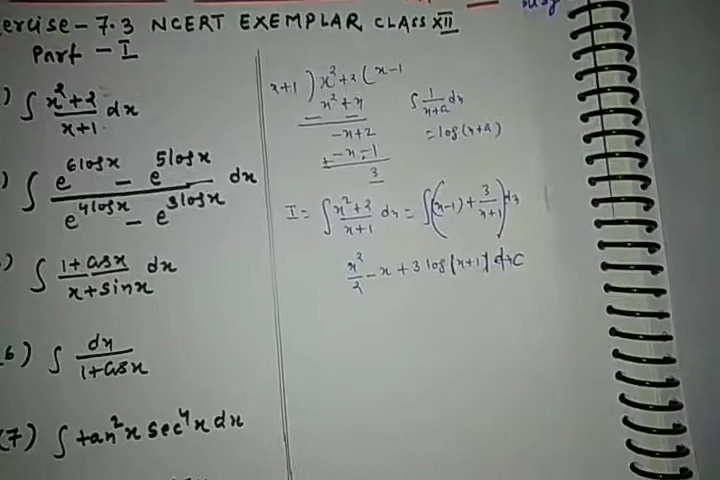 ercise-7.3 NCERT EXEMPLAR CLASS XII
Part - I
) ∫ (x²+2)/(x+1) dx
) ∫ (e^(6logx) - e^(5logx))/(e^(4logx) - e^(3logx)) dx
) ∫ (1+cosx)/(x+sinx) dx
6) ∫ dx/(1+cosx)
(7) ∫ tan²x sec⁴x dx
x+1 ) x²+2 ( x-1
x²+x
- -
-x+2
+-x-1
3
∫ 1/(x+a) dx
= log(x+a)
I = ∫ (x²+2)/(x+1) dx = ∫((x-1) + 3/(x+1)) dx
x²/2 - x + 3 log|x+1| + C